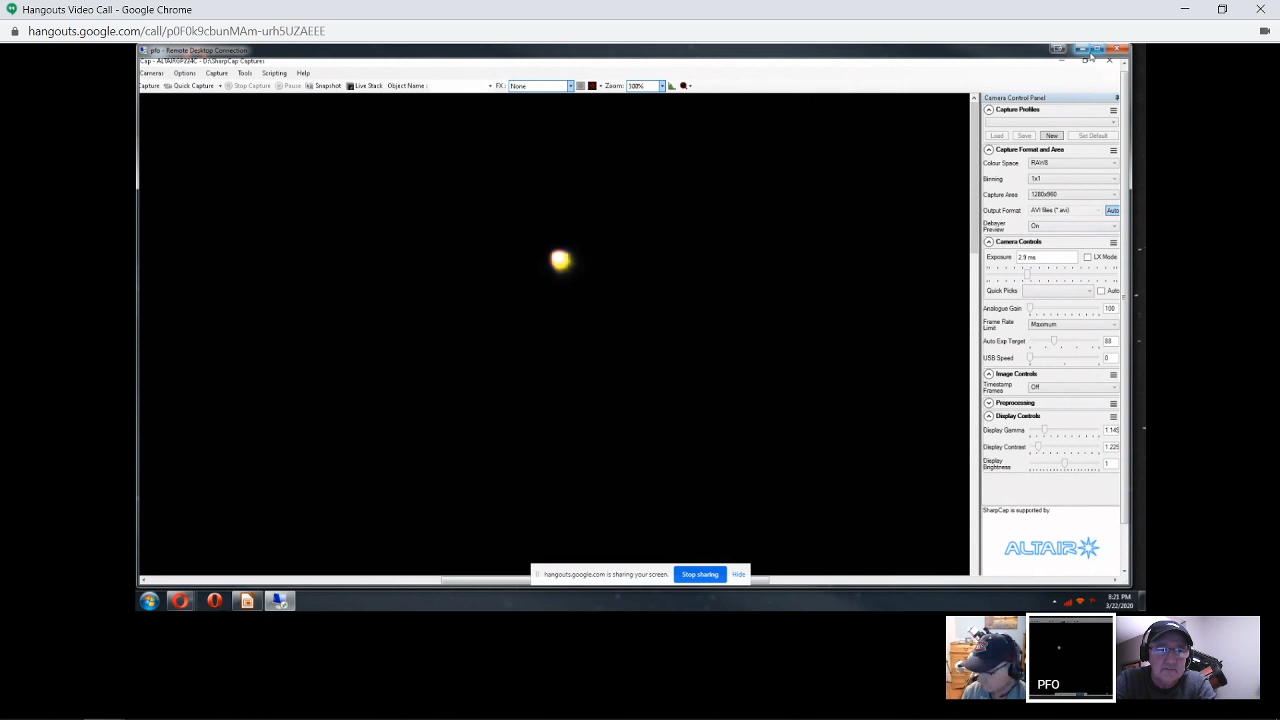 Hangouts Video Call - Google Chrome
hangouts.google.com/call/p0F0k9cbunMAm-urh5UZAEEE
pfo - Remote Desktop Connection
Cap - ALTAIRGP224C - D:\SharpCap Captures
Cameras Options Capture Tools Scripting Help
Capture Quick Capture Stop Capture Pause Snapshot Live Stack Object Name : FX: None Zoom: 300%
Camera Control Panel
Capture Profiles
Load Save New Set Default
Capture Format and Area
Colour Space RAW8
Binning 1x1
Capture Area 1280x960
Output Format AVI files (*.avi) Auto
Debayer Preview On
Camera Controls
Exposure 2.9 ms LX Mode
Quick Picks Auto
Analogue Gain 100
Frame Rate Limit Maximum
Auto Exp Target 88
USB Speed 0
Image Controls
Timestamp Frames Off
Preprocessing
Display Controls
Display Gamma 1.145
Display Contrast 1.225
Display Brightness 1
SharpCap is supported by
ALTAIR
hangouts.google.com is sharing your screen. Stop sharing Hide
8:21 PM
3/22/2020
PFO